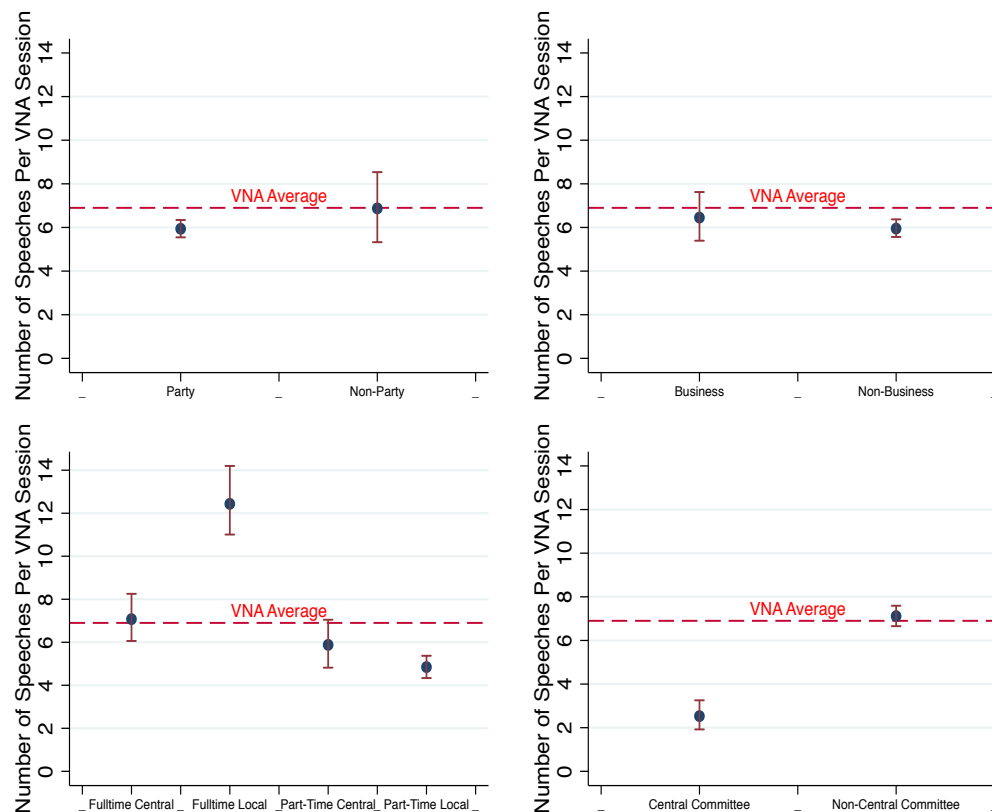 Number of Speeches Per VNA Session
14
12
10
8
6
4
2
0
VNA Average
_ Party _ Non-Party _
Number of Speeches Per VNA Session
14
12
10
8
6
4
2
0
VNA Average
_ Business _ Non-Business _
Number of Speeches Per VNA Session
14
12
10
8
6
4
2
0
VNA Average
_ Fulltime Central _ Fulltime Local _ Part-Time Central _ Part-Time Local _
Number of Speeches Per VNA Session
14
12
10
8
6
4
2
0
VNA Average
_ Central Committee _ Non-Central Committee _